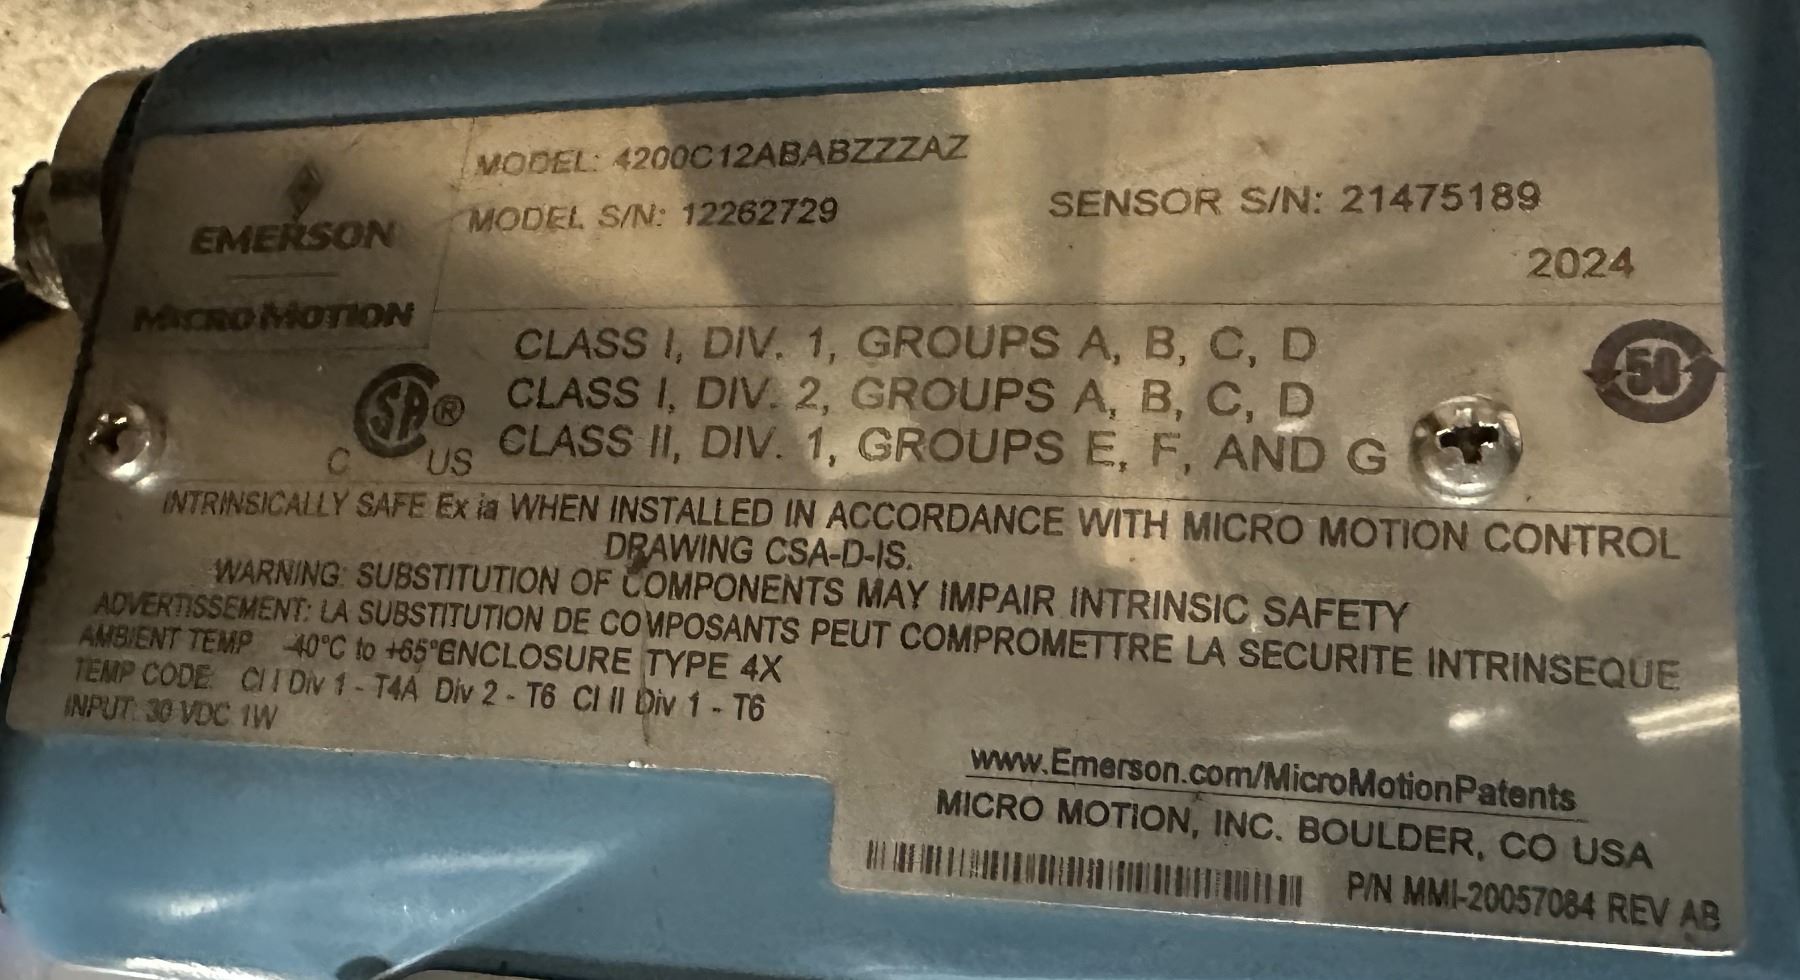 EMERSON
MICRO MOTION
MODEL: 4200C12ABABZZZAZ
MODEL S/N: 12262729
SENSOR S/N: 21475189
2024
CLASS I, DIV. 1, GROUPS A, B, C, D
CLASS I, DIV. 2, GROUPS A, B, C, D
CLASS II, DIV. 1, GROUPS E, F, AND G
SA ®
C US
50
INTRINSICALLY SAFE Ex ia WHEN INSTALLED IN ACCORDANCE WITH MICRO MOTION CONTROL
DRAWING CSA-D-IS.
WARNING: SUBSTITUTION OF COMPONENTS MAY IMPAIR INTRINSIC SAFETY
ADVERTISSEMENT: LA SUBSTITUTION DE COMPOSANTS PEUT COMPROMETTRE LA SECURITE INTRINSEQUE
AMBIENT TEMP -40°C to +65°ENCLOSURE TYPE 4X
TEMP CODE: Cl I Div 1 - T4A Div 2 - T6 Cl II Div 1 - T6
INPUT: 30 VDC 1W
www.Emerson.com/MicroMotionPatents
MICRO MOTION, INC. BOULDER, CO USA
P/N MMI-20057084 REV AB